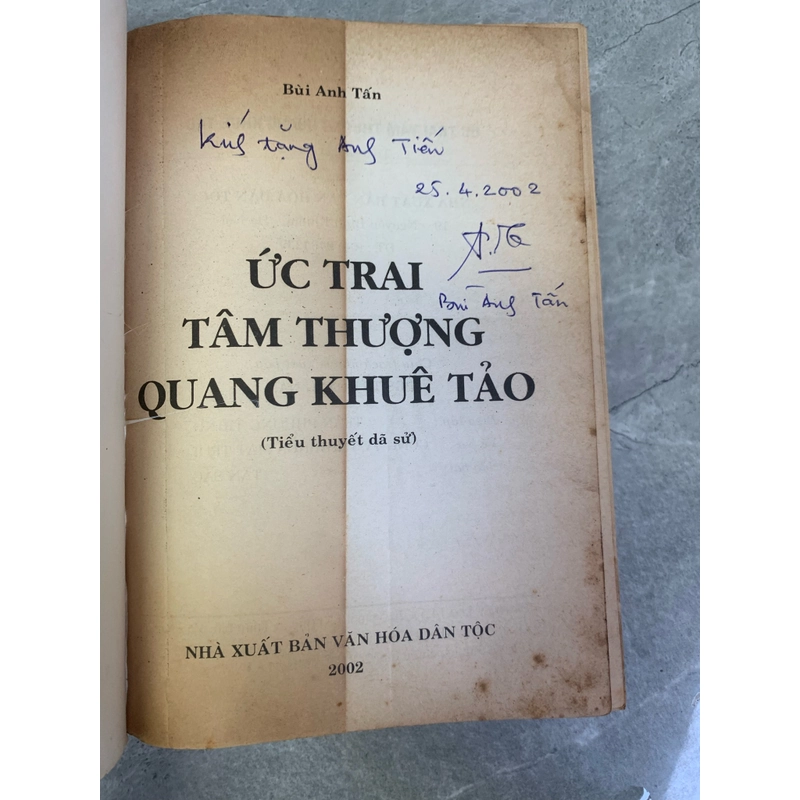 Bùi Anh Tấn
Kính tặng Anh Tiến
25.4.2002
ỨC TRAI
Bùi Anh Tấn
TÂM THƯỢNG
QUANG KHUÊ TẢO
(Tiểu thuyết dã sử)
NHÀ XUẤT BẢN VĂN HÓA DÂN TỘC
2002